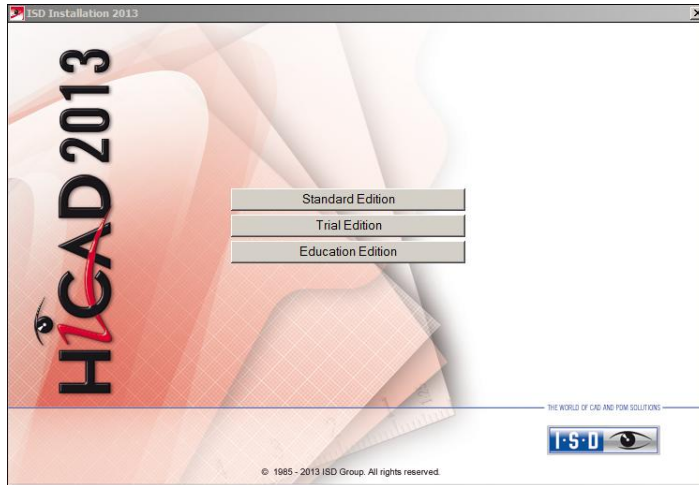 ISD Installation 2013
HiCAD 2013
Standard Edition
Trial Edition
Education Edition
THE WORLD OF CAD AND PDM SOLUTIONS
I·S·D
© 1985 - 2013 ISD Group. All rights reserved.